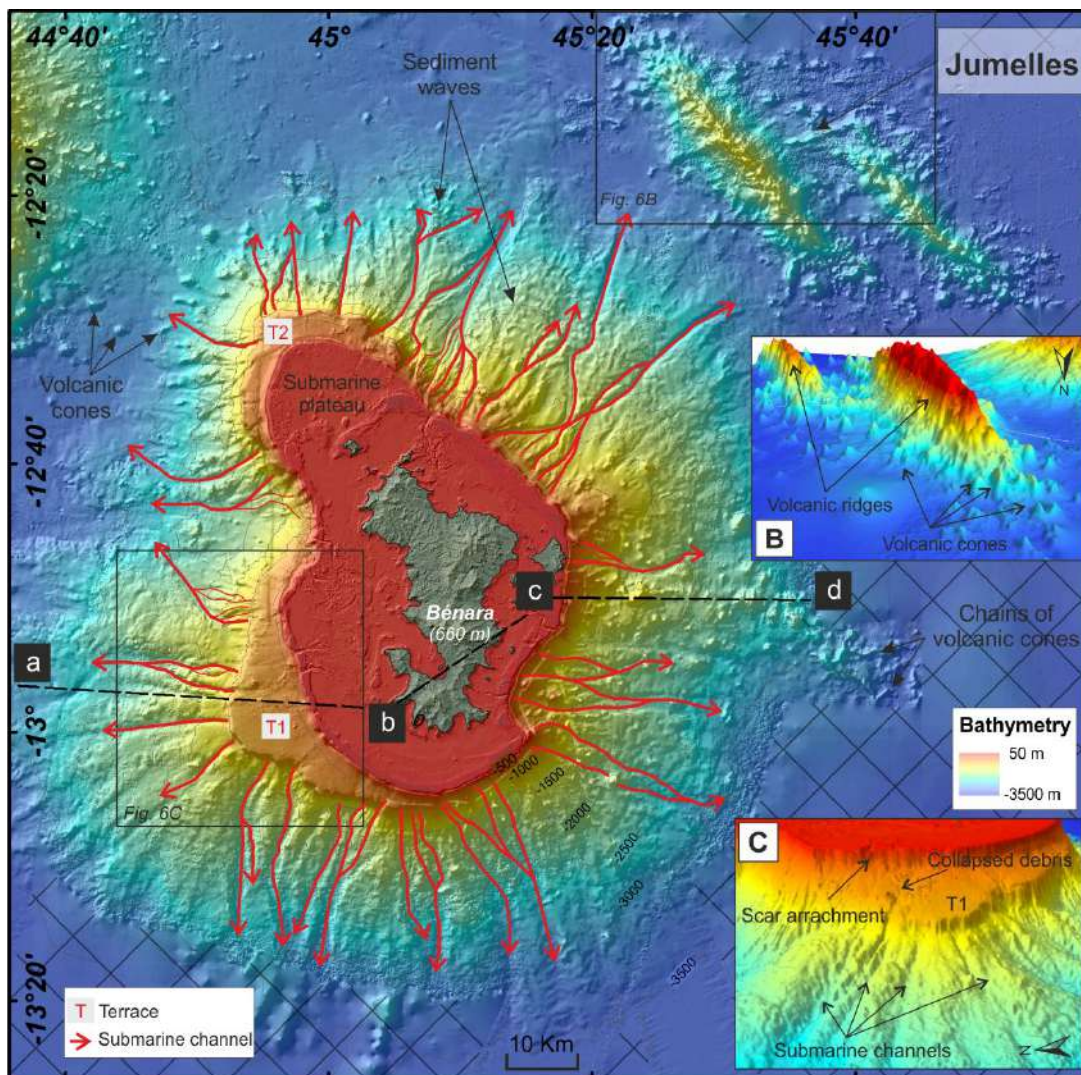 44°40'
45°
45°20'
45°40'
Jumelles
Sediment
waves
-12°20'
Fig. 6B
T2
Submarine
plateau
Volcanic
cones
-12°40'
N
Volcanic ridges
Volcanic cones
B
c
d
Bénara
(660 m)
Chains of
volcanic cones
a
b
T1
-13°
Fig. 6C
0
-500
-1000
-1500
-2000
-2500
-3000
-3500
Bathymetry
50 m
-3500 m
C
Collapsed debris
T1
Scar arrachment
Submarine channels
N
-13°20'
T Terrace
Submarine channel
10 Km